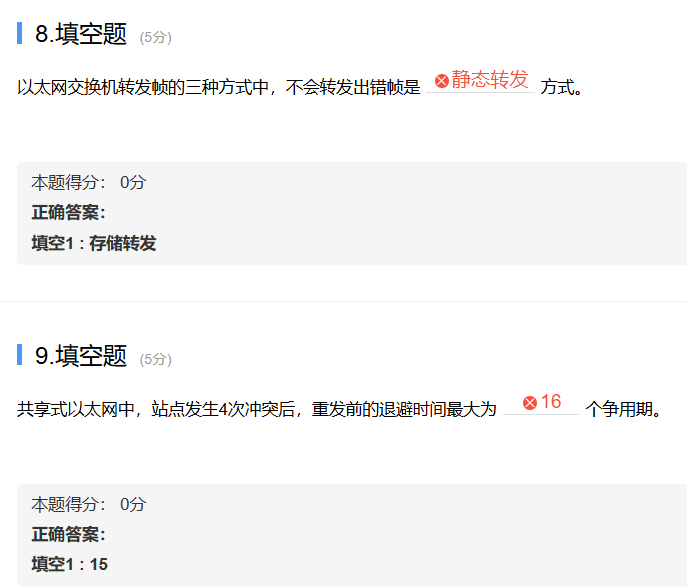 8.填空题 (5分)
以太网交换机转发帧的三种方式中，不会转发出错帧是 静态转发 方式。
本题得分： 0分
正确答案：
填空1 : 存储转发
9.填空题 (5分)
共享式以太网中，站点发生4次冲突后，重发前的退避时间最大为 16 个争用期。
本题得分： 0分
正确答案：
填空1 : 15